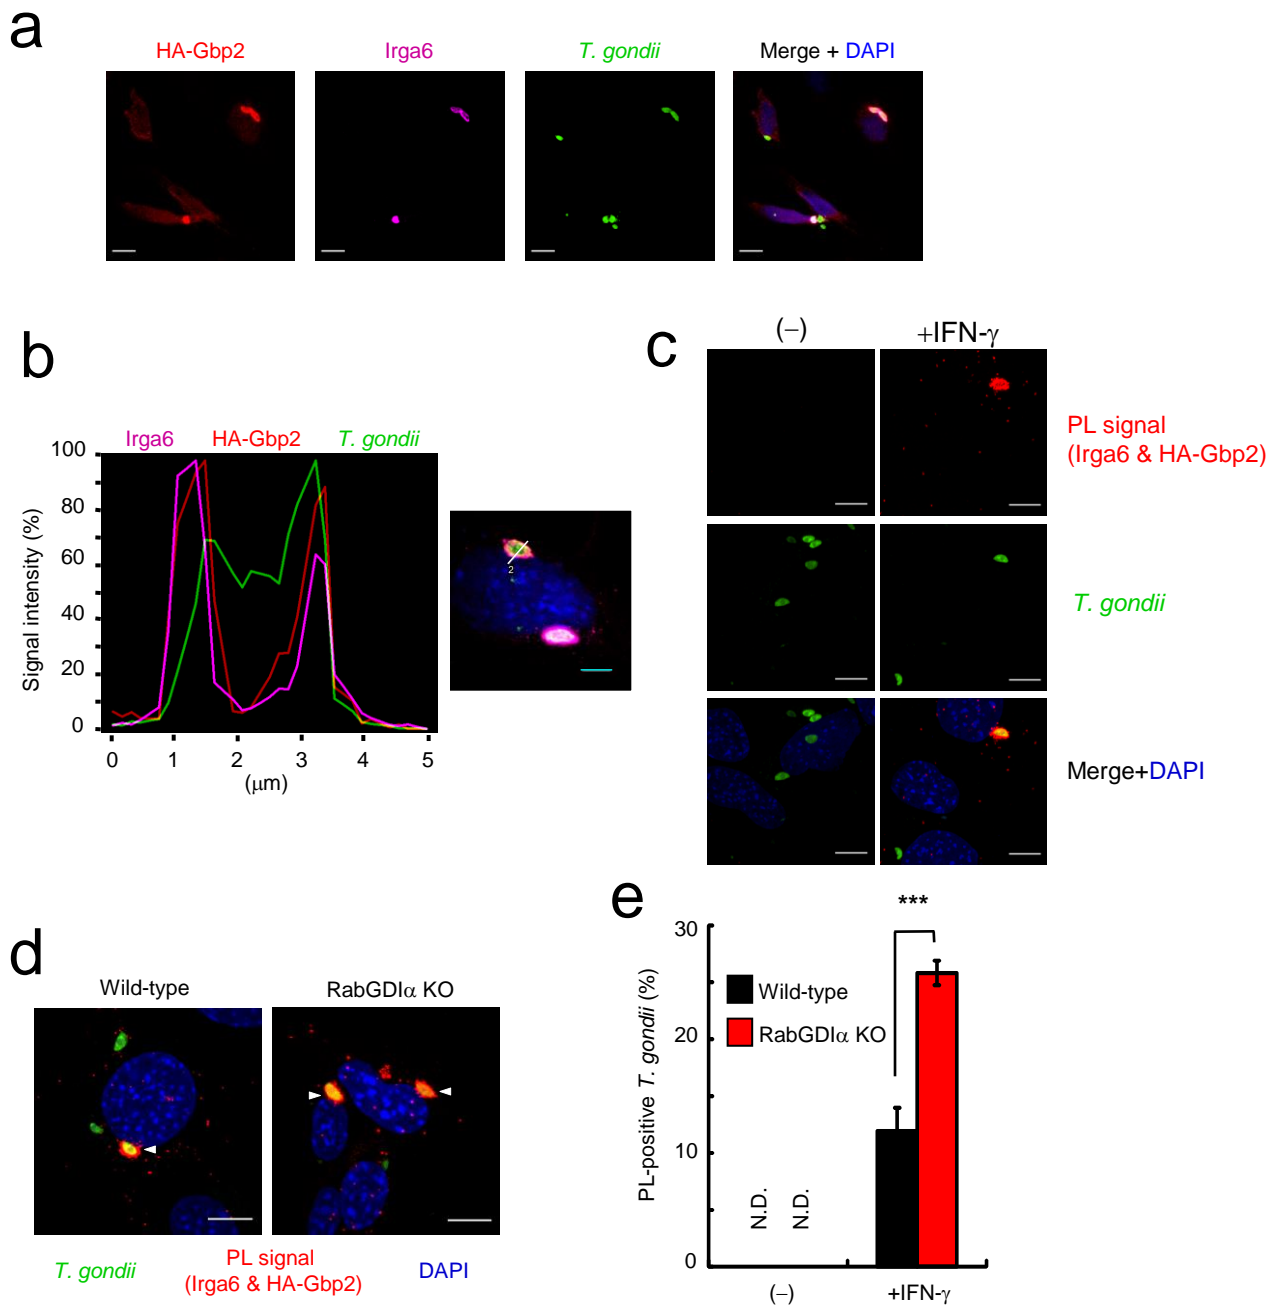 a
HA-Gbp2
Irga6
T. gondii
Merge + DAPI
b
Irga6
HA-Gbp2
T. gondii
100
80
60
40
20
0
Signal intensity (%)
0 1 2 3 4 5
(μm)
2
c
(–)
+IFN-γ
PL signal
(Irga6 & HA-Gbp2)
T. gondii
Merge+DAPI
d
Wild-type
RabGDIα KO
T. gondii
PL signal
(Irga6 & HA-Gbp2)
DAPI
e
***
30
20
10
0
PL-positive T. gondii (%)
Wild-type
RabGDIα KO
N.D.
N.D.
(–)
+IFN-γ